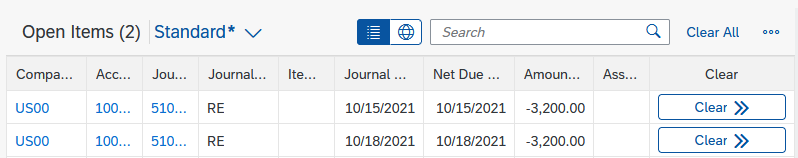 Open Items (2) Standard* Search Clear All
Compa... Acc... Jou... Journal... Ite... Journal ... Net Due ... Amoun... Ass... Clear
US00 100... 510... RE 10/15/2021 10/15/2021 -3,200.00 Clear
US00 100... 510... RE 10/18/2021 10/18/2021 -3,200.00 Clear